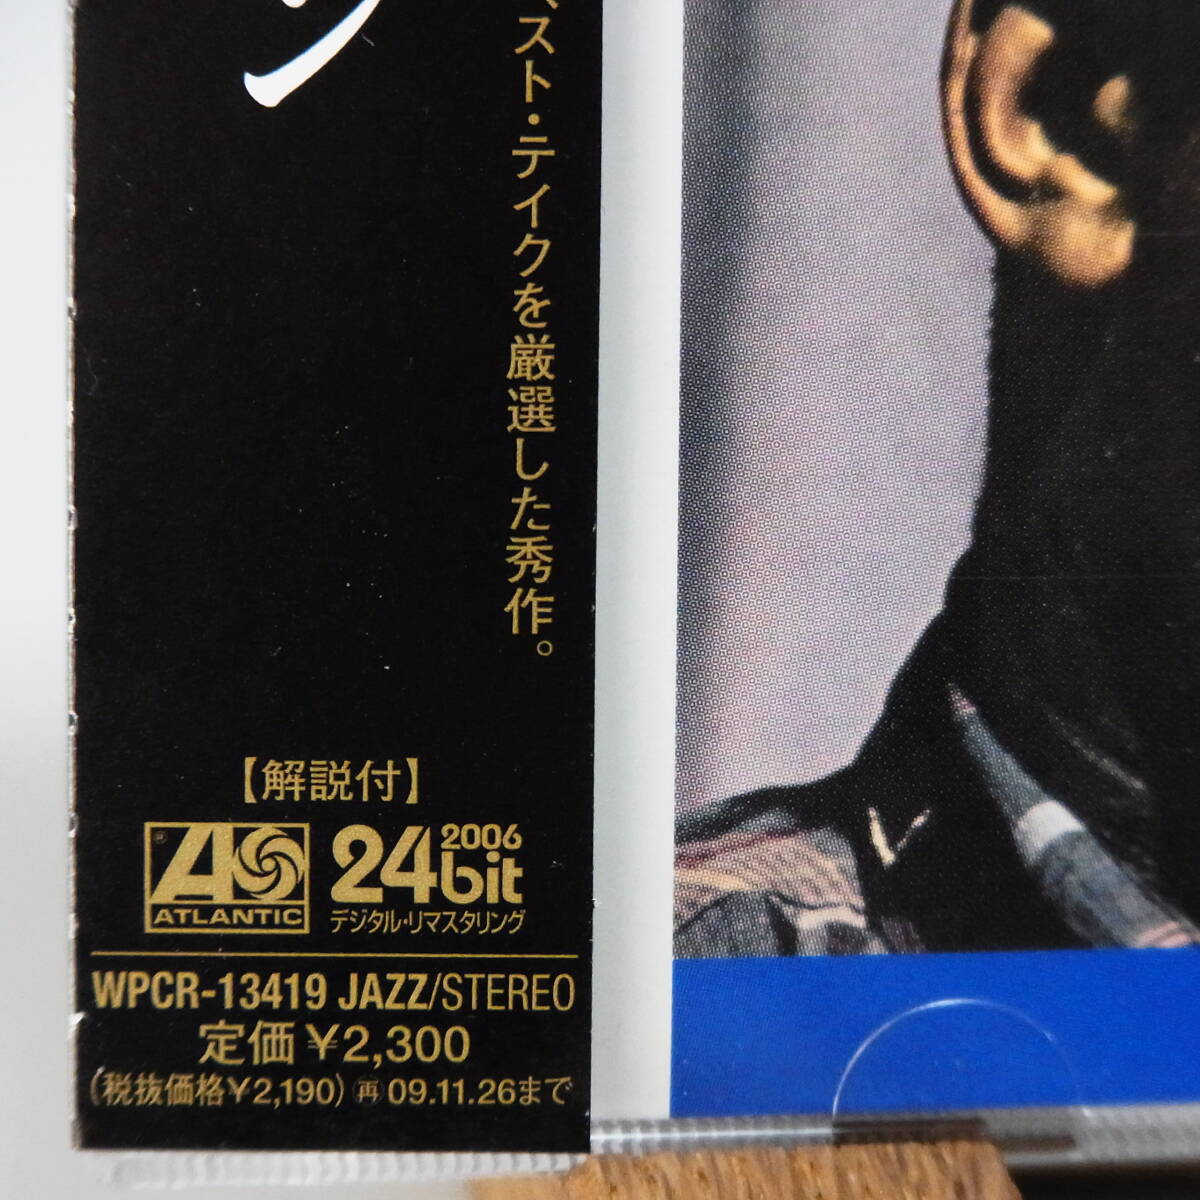 スト・テイクを厳選した秀作。
【解説付】
ATLANTIC
2006
24bit
デジタル・リマスタリング
WPCR-13419 JAZZ/STEREO
定価￥2,300
(税抜価格￥2,190) ㊢ 09.11.26まで